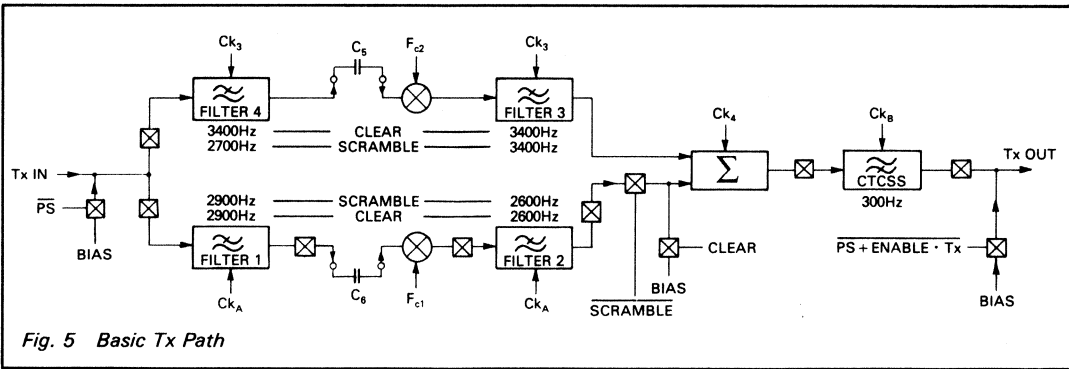 Ck3
C5
Fc2
Ck3
FILTER 4
FILTER 3
3400Hz CLEAR 3400Hz
2700Hz SCRAMBLE 3400Hz
Ck4
CkB
Tx IN
Σ
CTCSS
300Hz
Tx OUT
PS
BIAS
2900Hz SCRAMBLE 2600Hz
2900Hz CLEAR 2600Hz
FILTER 1
FILTER 2
CkA
C6
Fc1
CkA
CLEAR
BIAS
SCRAMBLE
PS + ENABLE · Tx
BIAS
Fig. 5 Basic Tx Path